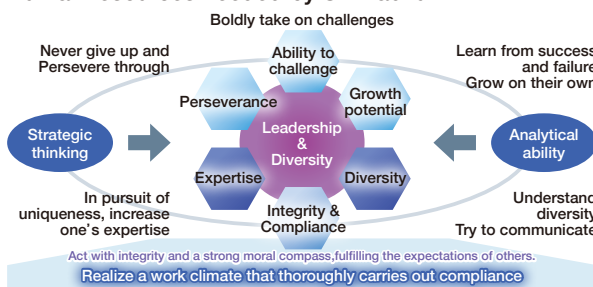 Boldly take on challenges
Never give up and
Persevere through
Ability to
challenge
Learn from success
and failure
Grow on their own
Perseverance
Growth
potential
Strategic
thinking
Leadership
&
Diversity
Analytical
ability
Expertise
Diversity
In pursuit of
uniqueness, increase
one's expertise
Integrity &
Compliance
Understand
diversity
Try to communicate
Act with integrity and a strong moral compass,fulfilling the expectations of others.
Realize a work climate that thoroughly carries out compliance